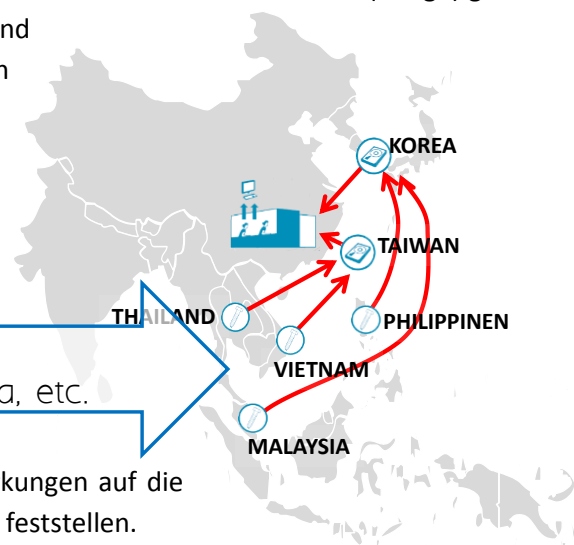 nd
KOREA
TAIWAN
THAILAND
PHILIPPINEN
VIETNAM
a, etc.
MALAYSIA
kungen auf die
feststellen.